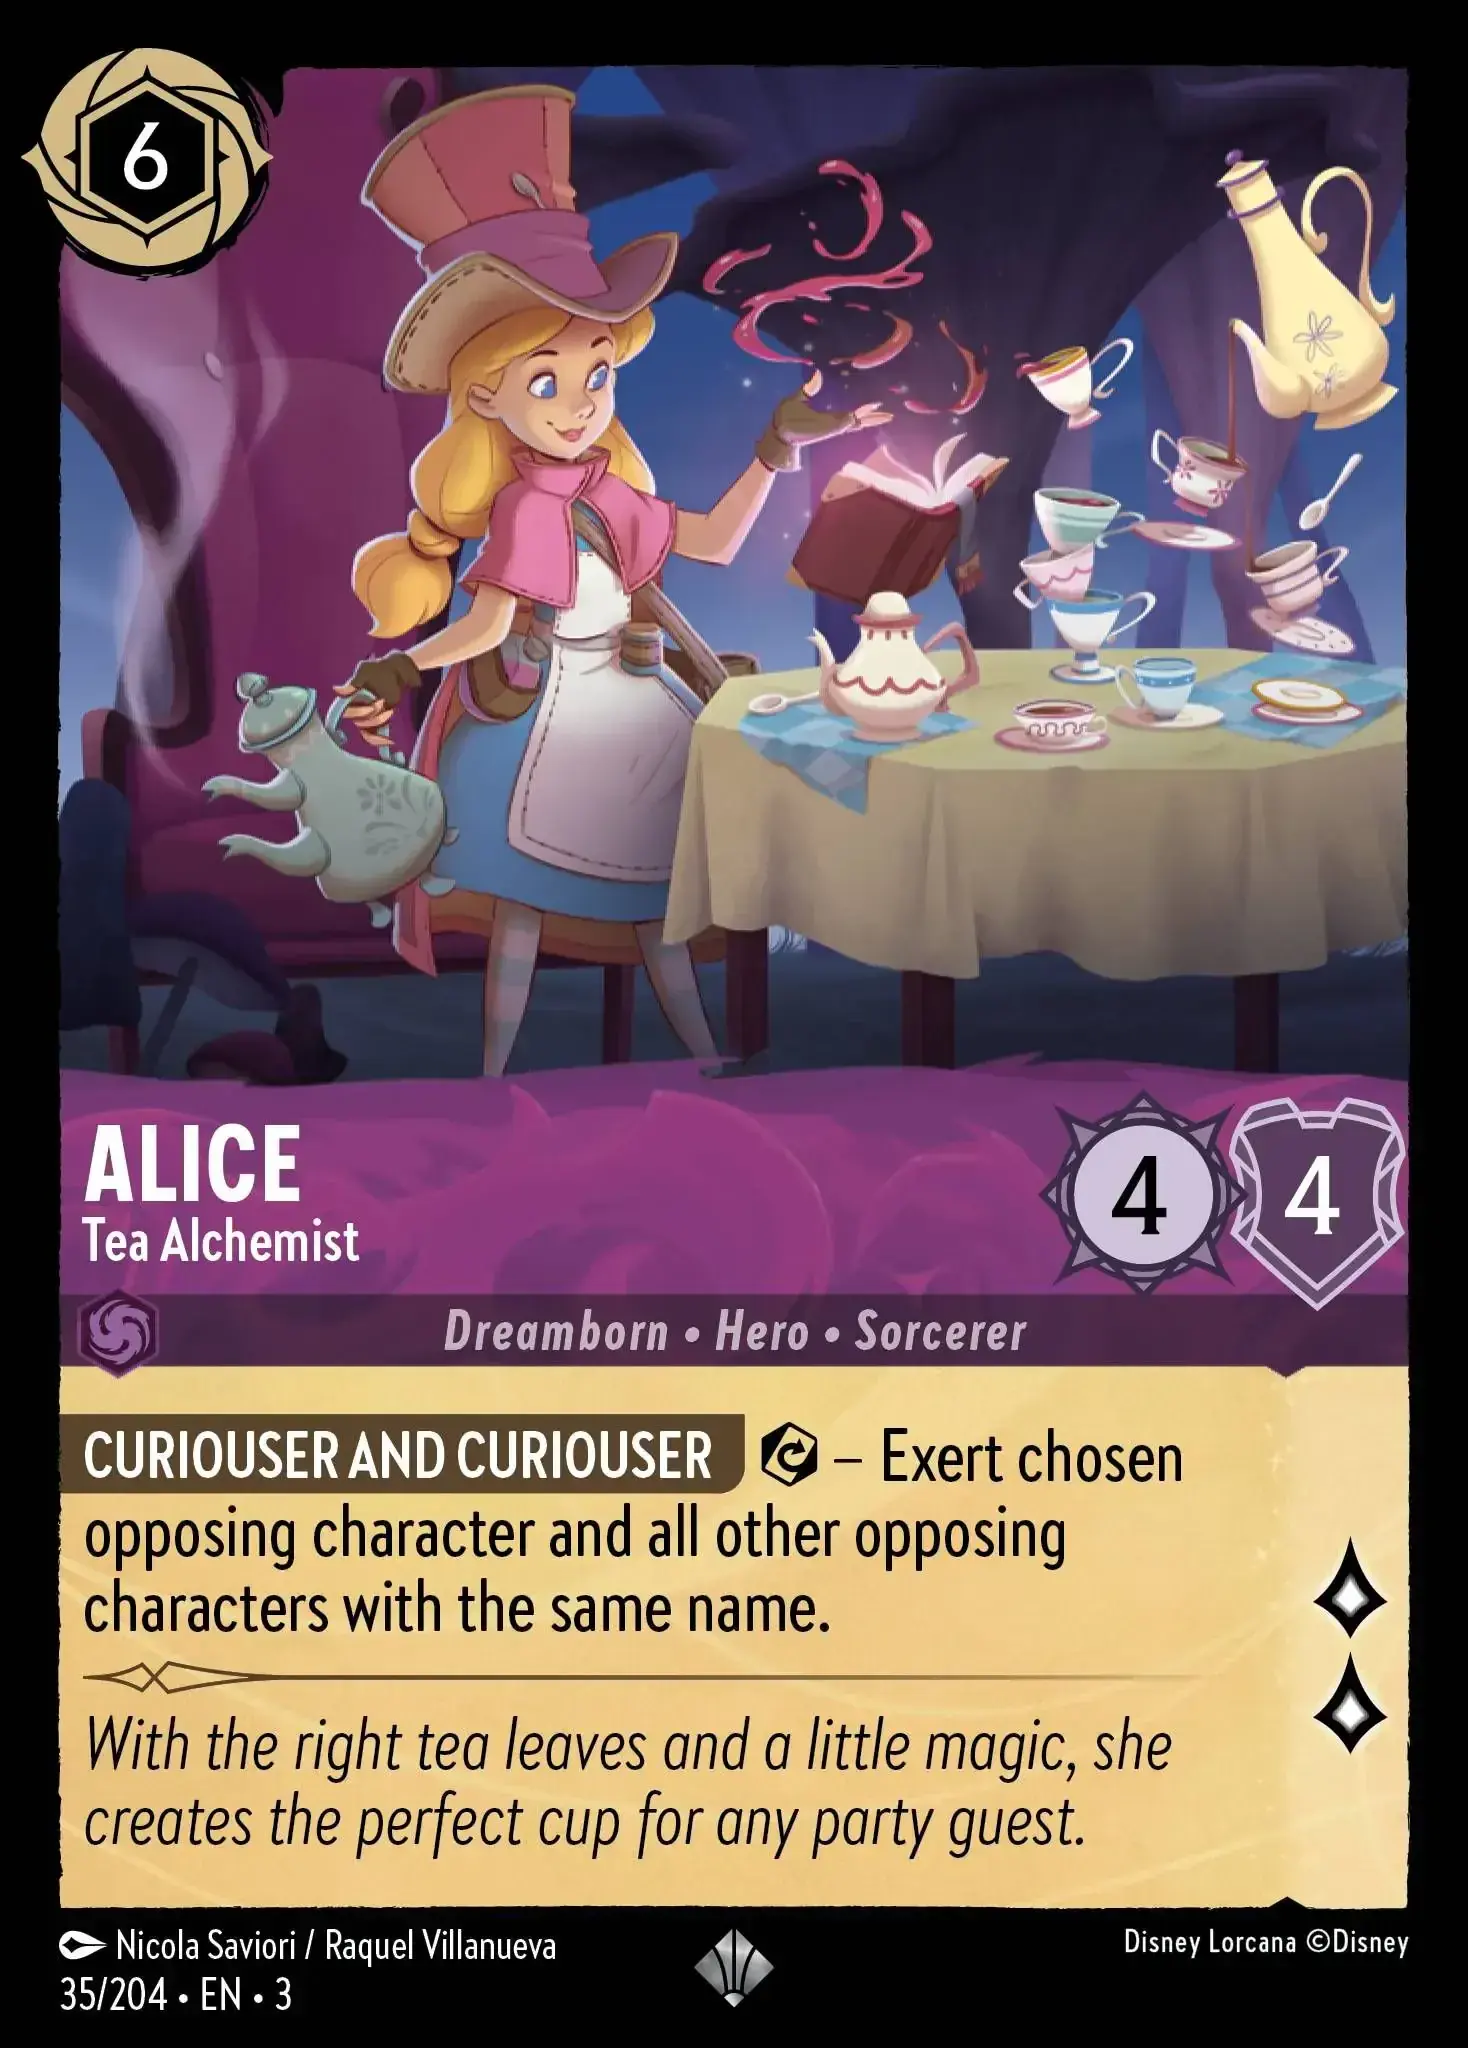 6
ALICE
Tea Alchemist
4 4
Dreamborn • Hero • Sorcerer
CURIOUSER AND CURIOUSER – Exert chosen
opposing character and all other opposing
characters with the same name.
With the right tea leaves and a little magic, she
creates the perfect cup for any party guest.
Nicola Saviori / Raquel Villanueva
Disney Lorcana ©Disney
35/204 • EN • 3